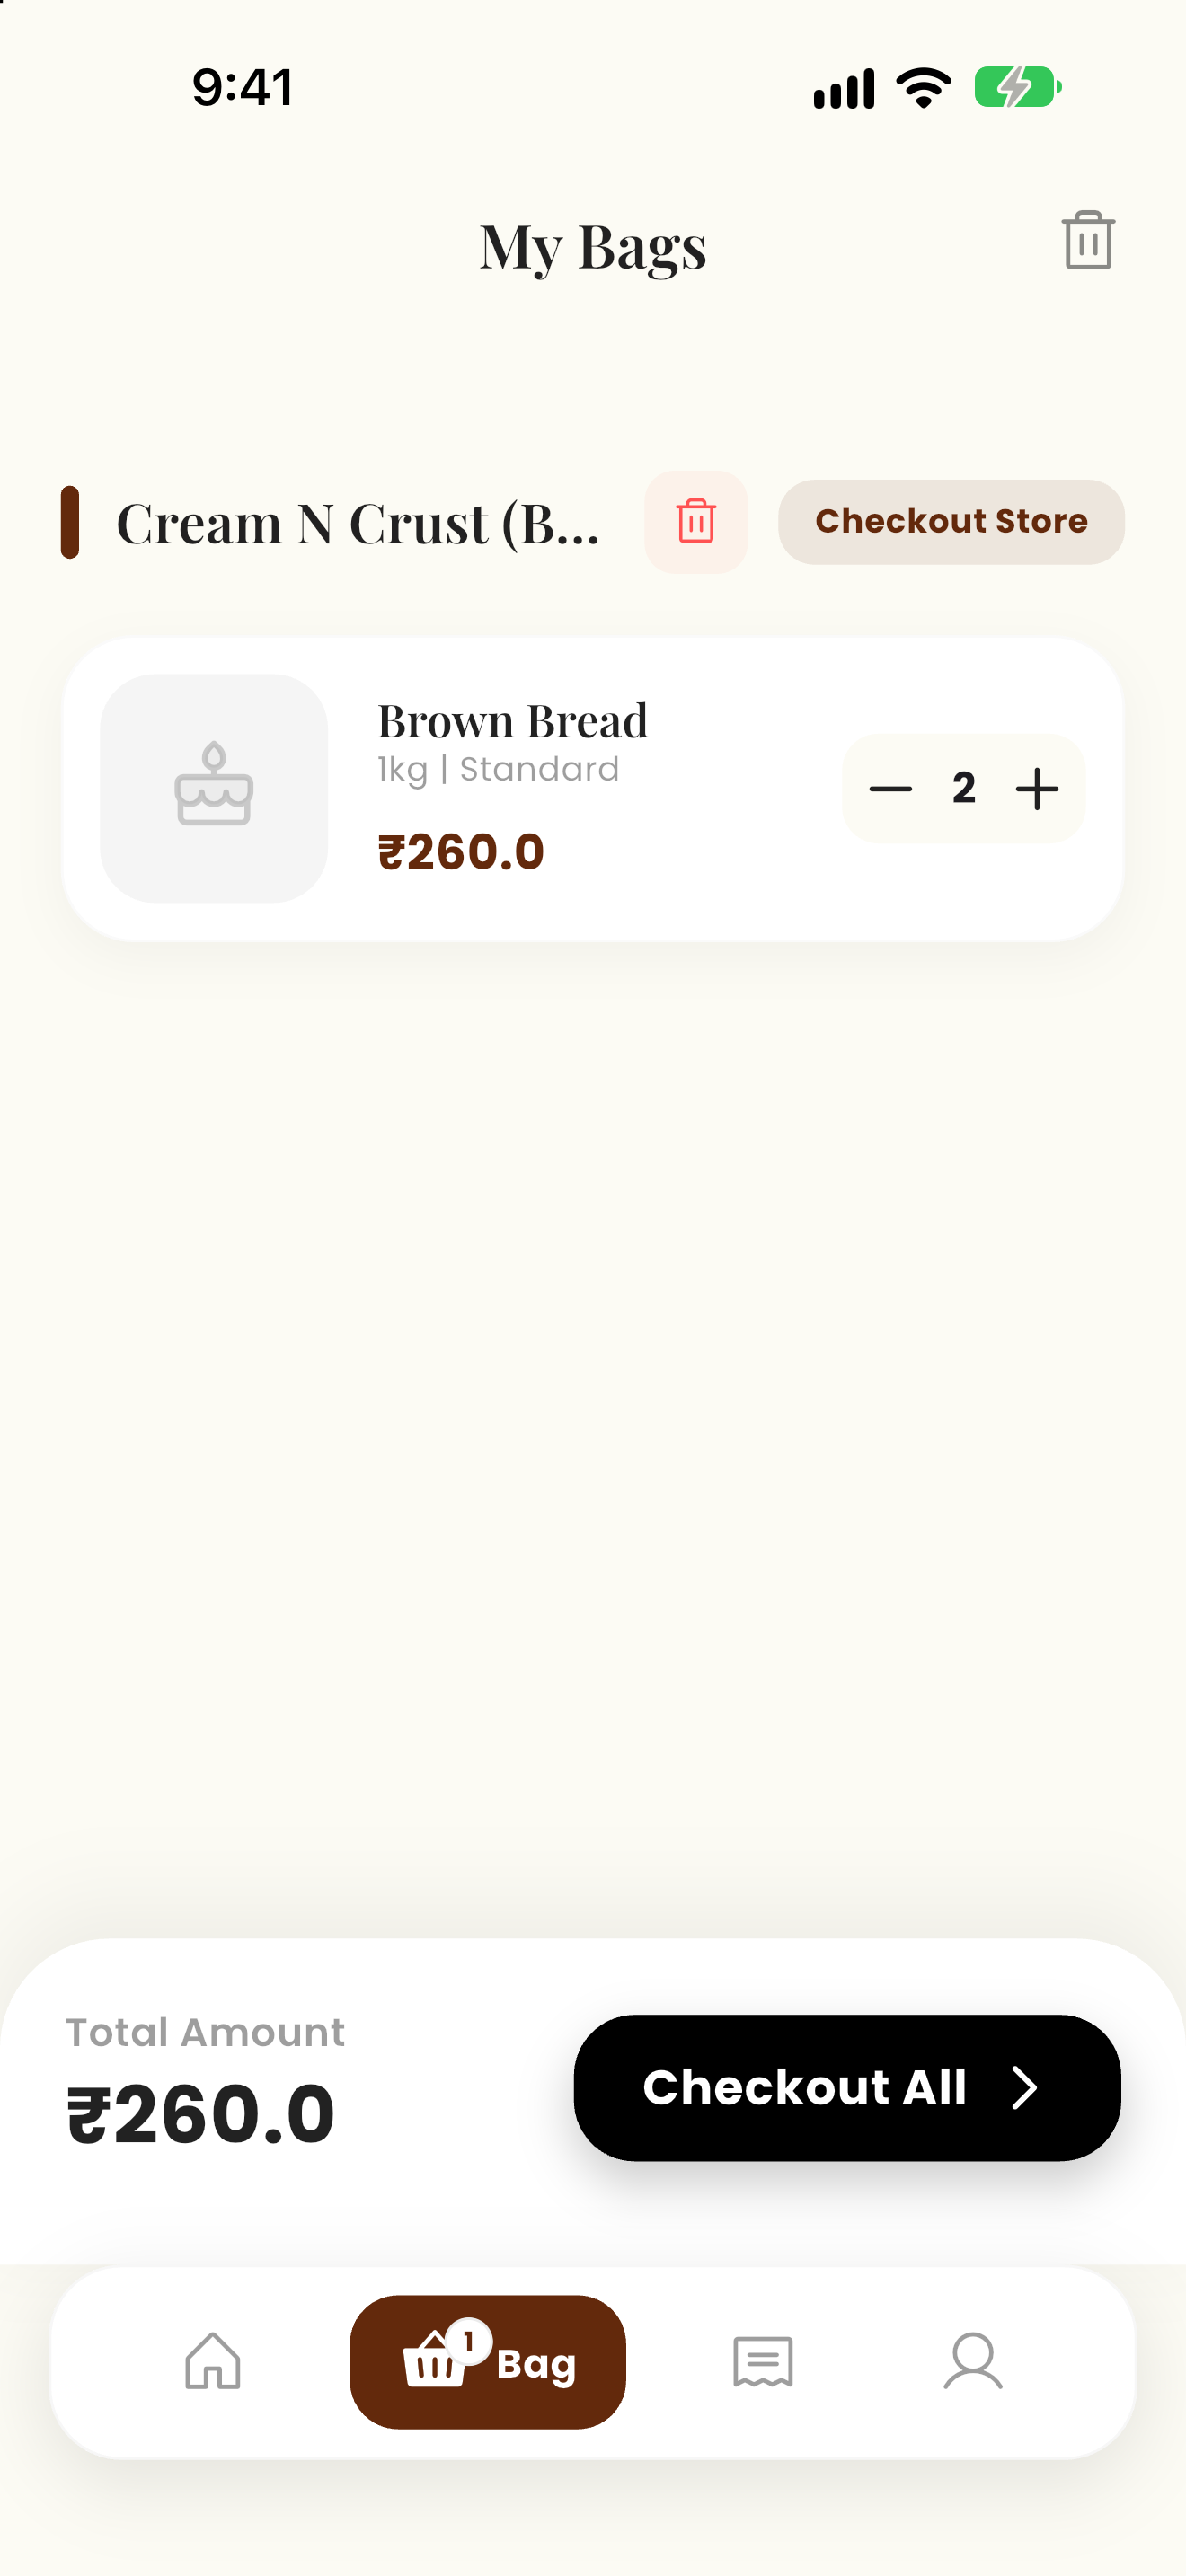 9:41
My Bags
Cream N Crust (B...
Checkout Store
Brown Bread
1kg | Standard
₹260.0
2
Total Amount
₹260.0
Checkout All
1
Bag